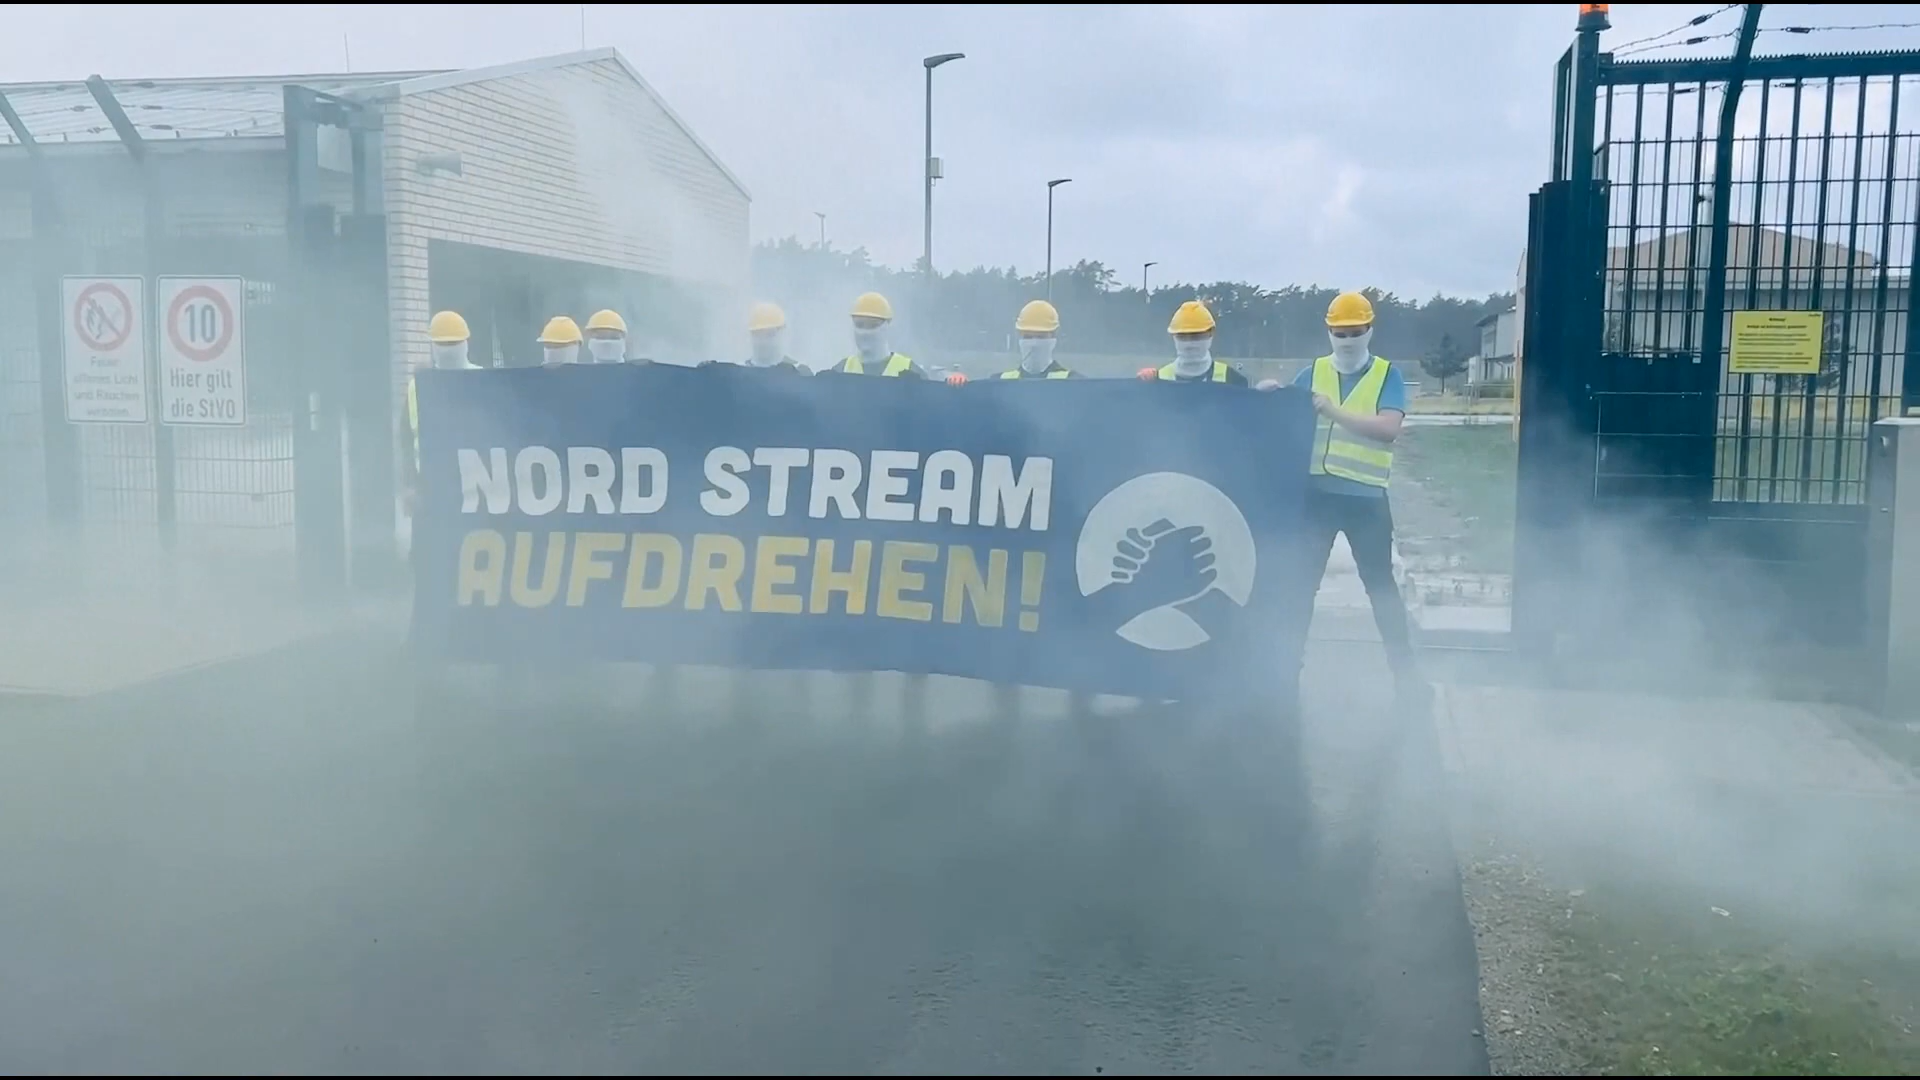 Feuer,
offenes Licht
und Rauchen
verboten
10
Hier gilt
die StVO
NORD STREAM
AUFDREHEN!